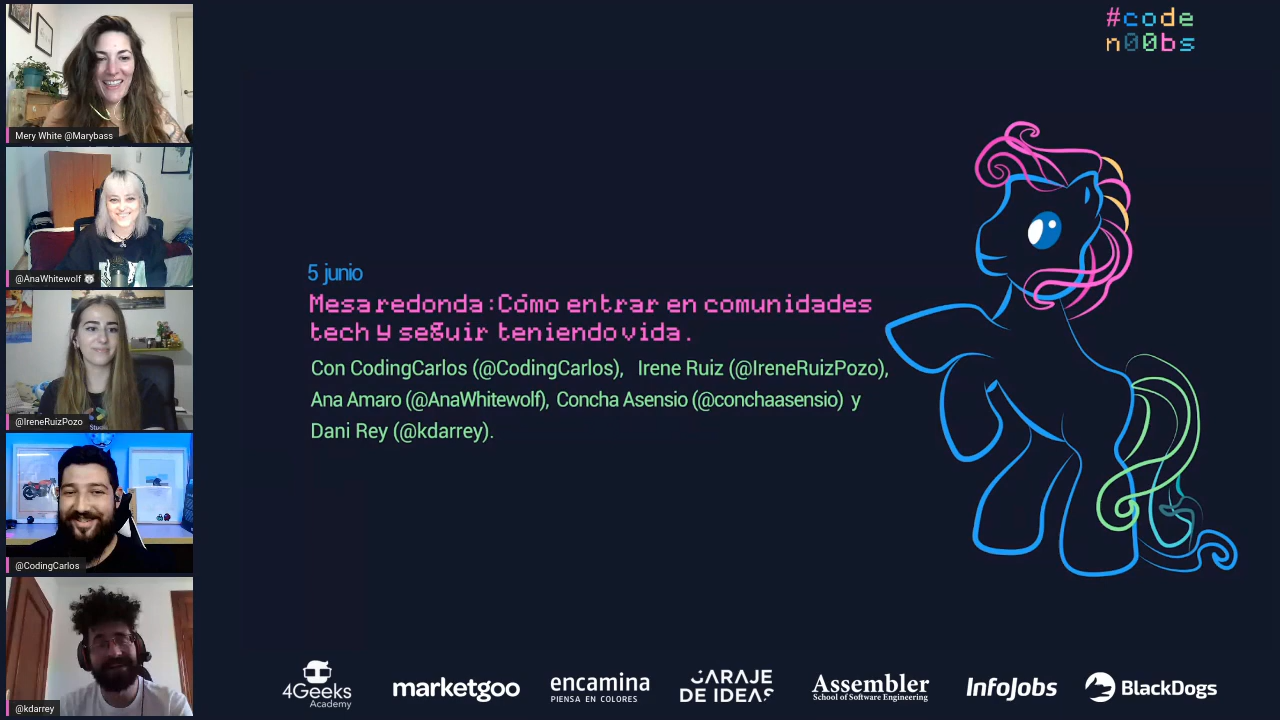 #code
n00bs
Mery White @Marybass
@AnaWhitewolf 🐺
@IreneRuizPozo
@CodingCarlos
@kdarrey
5 junio
Mesa redonda: Cómo entrar en comunidades
tech y seguir teniendo vida.
Con CodingCarlos (@CodingCarlos), Irene Ruiz (@IreneRuizPozo),
Ana Amaro (@AnaWhitewolf), Concha Asensio (@conchaasensio) y
Dani Rey (@kdarrey).
4Geeks
Academy
marketgoo
encamina
PIENSA EN COLORES
GARAJE
DE IDEAS
Assembler
School of Software Engineering
InfoJobs
BlackDogs